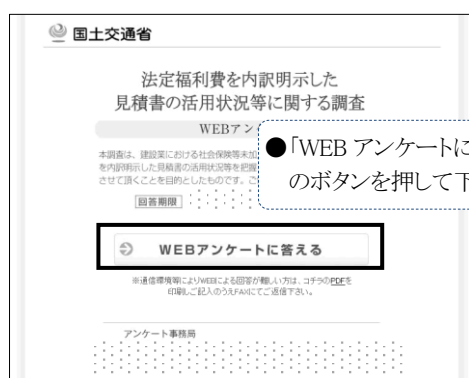 国土交通省
法定福利費を内訳明示した
見積書の活用状況等に関する調査
WEBアン
●「WEB アンケートに
のボタンを押して下
本調査は、建設業における社会保険等未加
を内訳明示した見積書の活用状況等を把握
させて頂くことを目的としたものです。ご
回答期限
WEBアンケートに答える
※通信環境等によりWEBによる回答が難しい方は、コチラのPDFを
印刷しご記入のうえFAXにてご返信下さい。
アンケート事務局